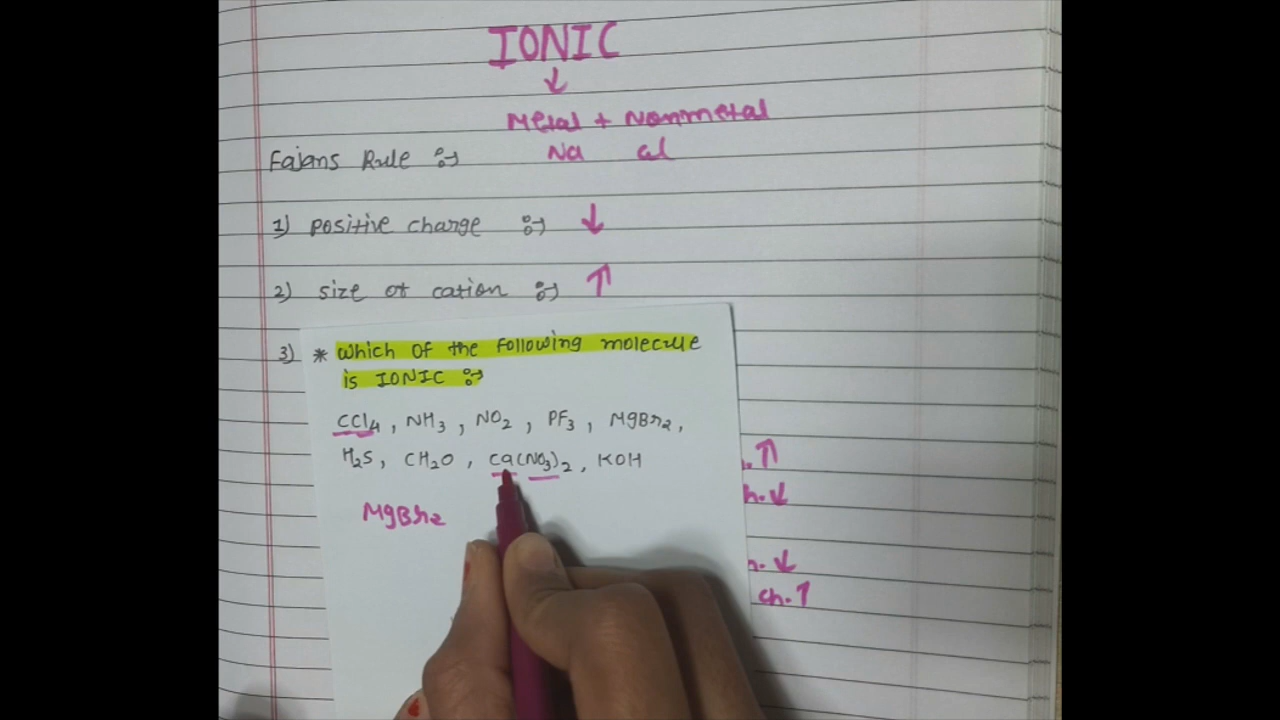 IONIC
↓
Metal + Nonmetal
Fajans Rule :-) Na Cl
1) Positive charge :-) ↓
2) Size of cation :-) ↑
3) * Which of the following molecule
is IONIC :-)
CCl4, NH3, NO2, PF3, MgBr2,
H2S, CH2O, Ca(NO3)2, KOH
MgBr2
. ↑
h. ↓
h. ↓
ch. ↑